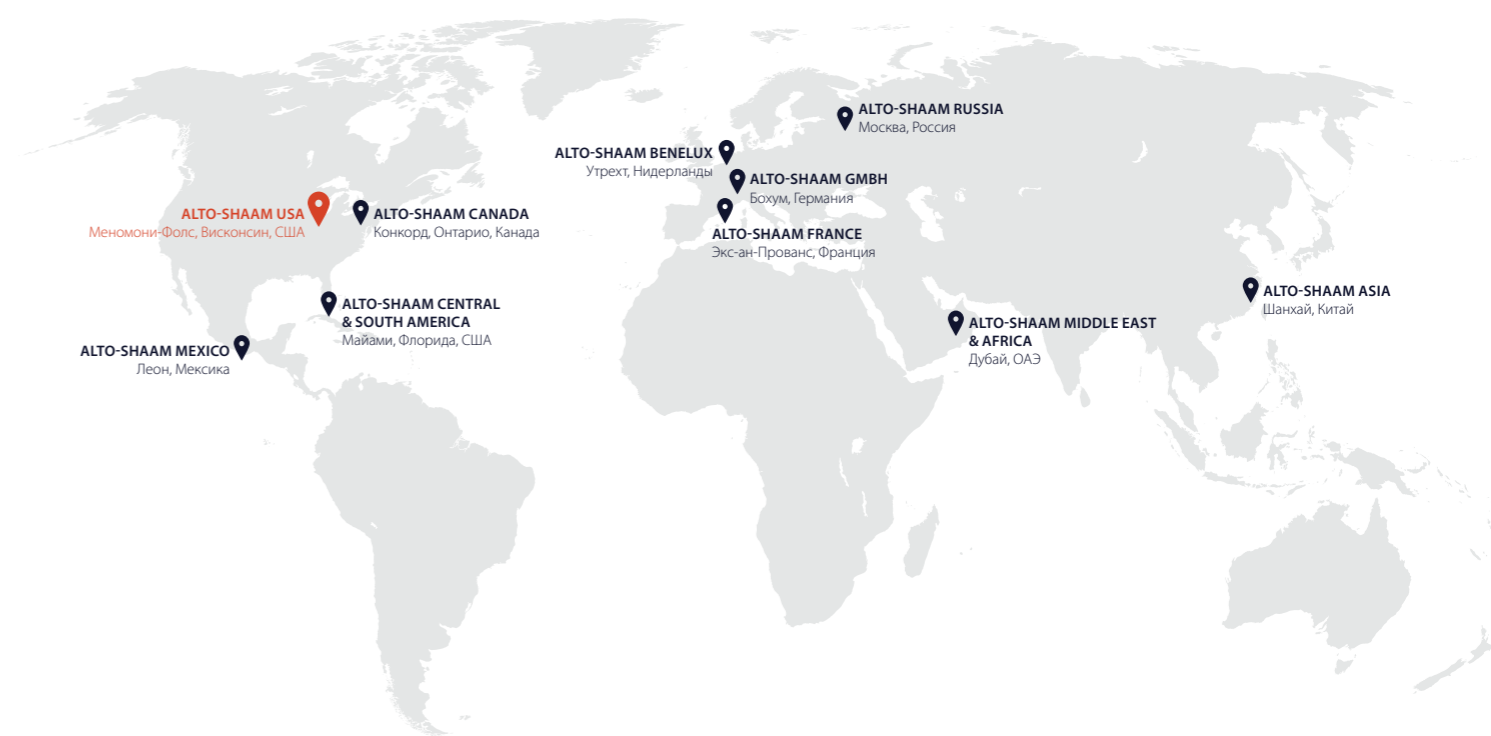 ALTO-SHAAM RUSSIA
Москва, Россия
ALTO-SHAAM BENELUX
Утрехт, Нидерланды
ALTO-SHAAM GMBH
Бохум, Германия
ALTO-SHAAM USA
Меномони-Фолс, Висконсин, США
ALTO-SHAAM CANADA
Конкорд, Онтарио, Канада
ALTO-SHAAM FRANCE
Экс-ан-Прованс, Франция
ALTO-SHAAM CENTRAL
& SOUTH AMERICA
Майами, Флорида, США
ALTO-SHAAM ASIA
Шанхай, Китай
ALTO-SHAAM MIDDLE EAST
& AFRICA
Дубай, ОАЭ
ALTO-SHAAM MEXICO
Леон, Мексика